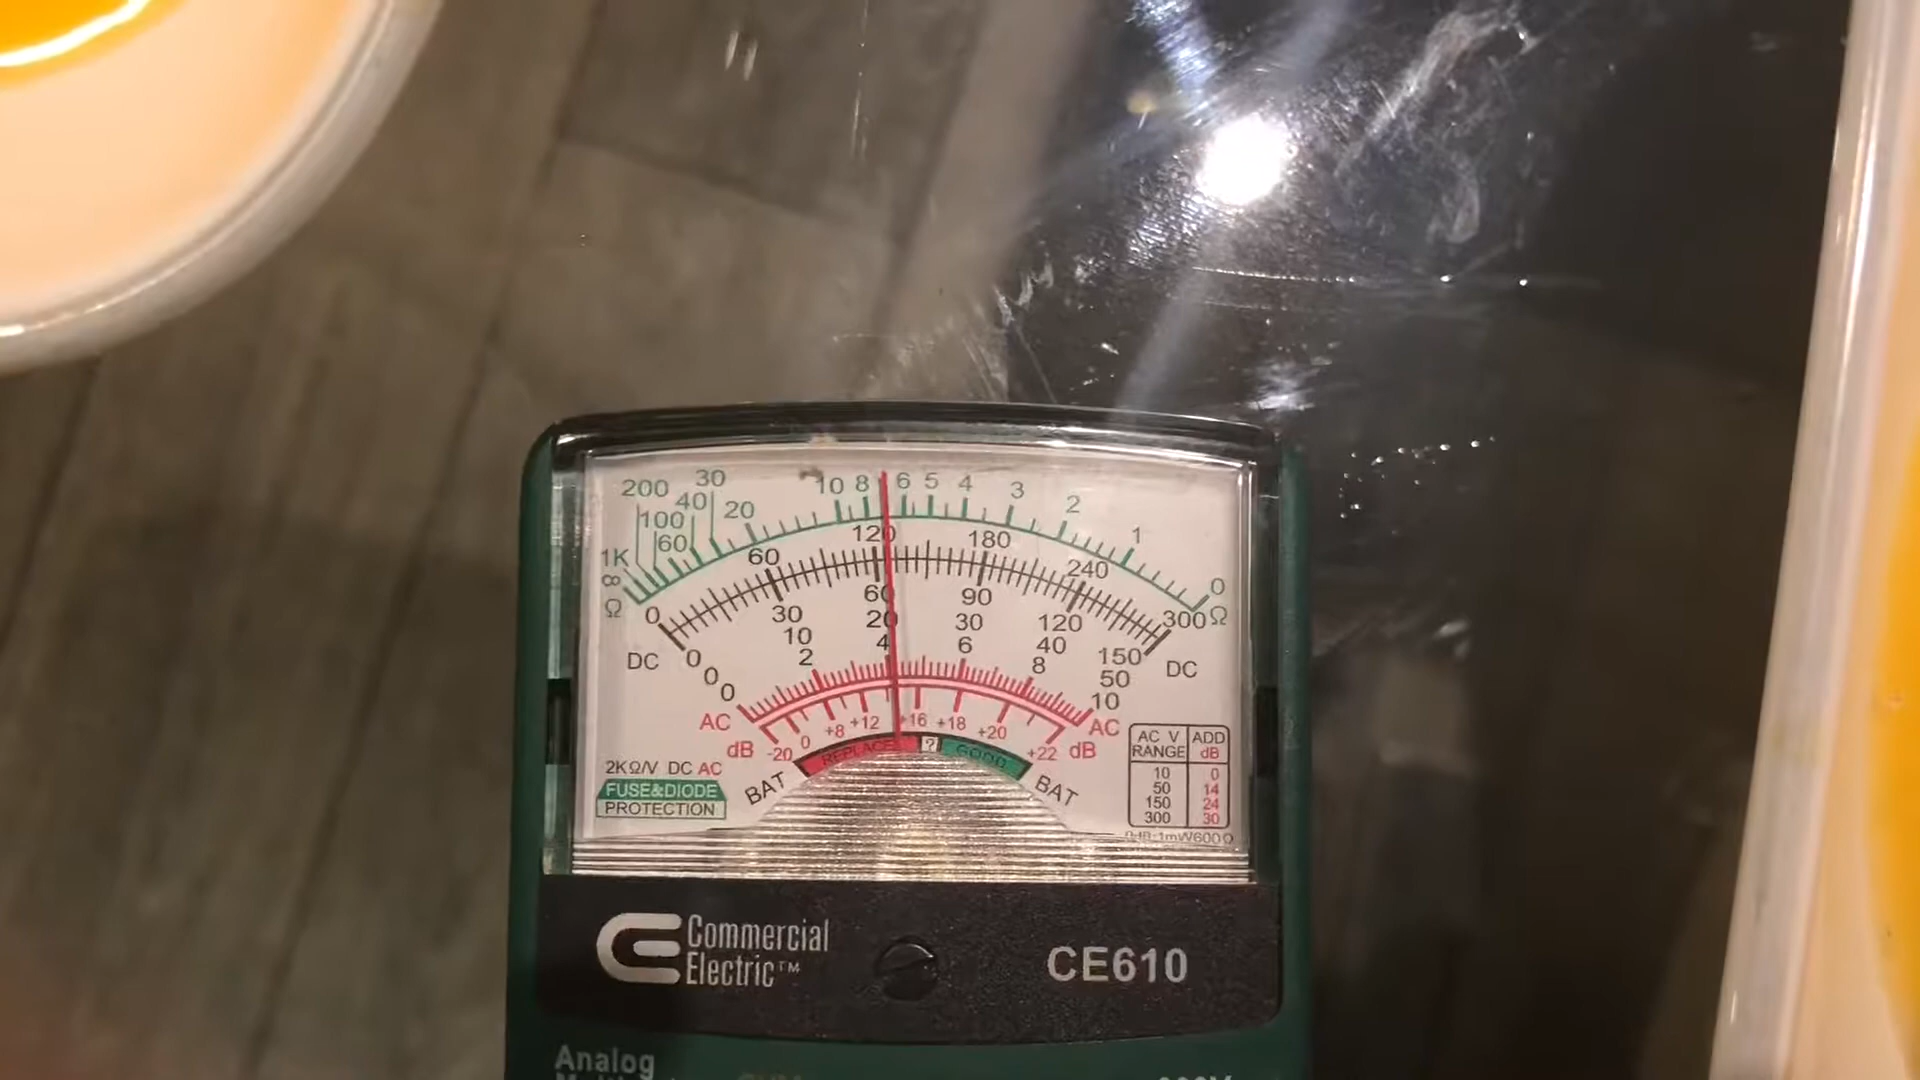 200 30 10 8 6 5 4 3 2 1 0
100 40 20
1K 60
∞
Ω Ω
0 60 120 180 240 300
30 60 90 120 150
DC 0 10 20 30 40 50 DC
0 2 4 6 8 10
0
AC AC
dB -20 0 +8 +12 +16 +18 +20 +22 dB
BAT REPLACE ? GOOD BAT
2KΩ/V DC AC
FUSE&DIODE
PROTECTION
AC V ADD
RANGE dB
10 0
50 14
150 24
300 30
0dB:1mW600Ω
Commercial
Electric™
CE610
Analog